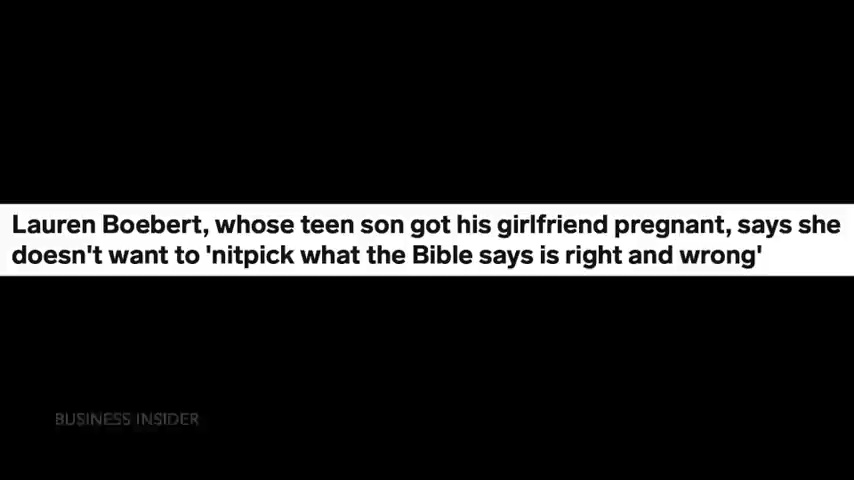 Lauren Boebert, whose teen son got his girlfriend pregnant, says she
doesn't want to 'nitpick what the Bible says is right and wrong'
BUSINESS INSIDER